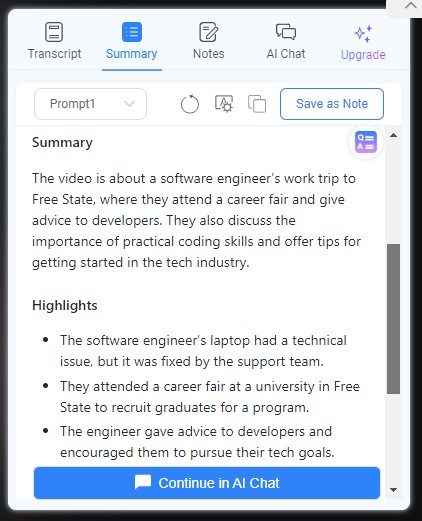 Transcript
Summary
Notes
AI Chat
Upgrade
Prompt1
Save as Note
Summary
Q
A
The video is about a software engineer's work trip to
Free State, where they attend a career fair and give
advice to developers. They also discuss the
importance of practical coding skills and offer tips for
getting started in the tech industry.
Highlights
• The software engineer's laptop had a technical
issue, but it was fixed by the support team.
• They attended a career fair at a university in Free
State to recruit graduates for a program.
• The engineer gave advice to developers and
encouraged them to pursue their tech goals.
Continue in AI Chat